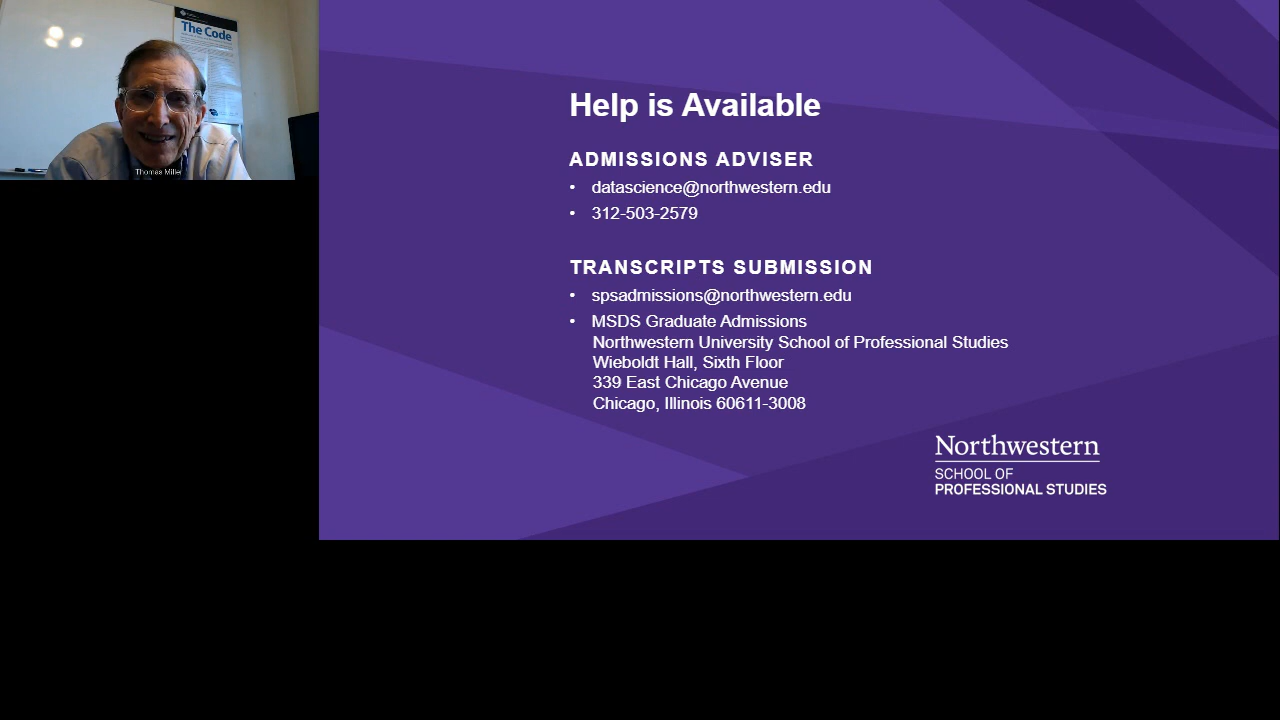 The Code
Thomas Miller
Help is Available
ADMISSIONS ADVISER
• datascience@northwestern.edu
• 312-503-2579
TRANSCRIPTS SUBMISSION
• spsadmissions@northwestern.edu
• MSDS Graduate Admissions
Northwestern University School of Professional Studies
Wieboldt Hall, Sixth Floor
339 East Chicago Avenue
Chicago, Illinois 60611-3008
Northwestern
SCHOOL OF
PROFESSIONAL STUDIES